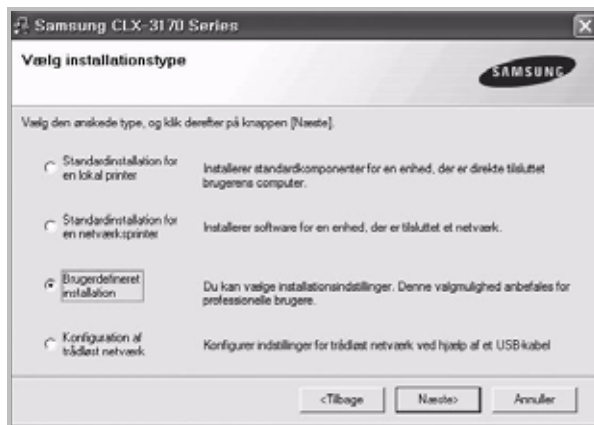 Samsung CLX-3170 Series
Vælg installationstype
SAMSUNG
Vælg den ønskede type, og klik derefter på knappen [Næste].
Standardinstallation for
en lokal printer
Installerer standardkomponenter for en enhed, der er direkte tilsluttet
brugerens computer.
Standardinstallation for
en netværksprinter
Installerer software for en enhed, der er tilsluttet et netværk.
Brugerdefineret
installation
Du kan vælge installationsindstillinger. Denne valgmulighed anbefales for
professionelle brugere.
Konfiguration af
trådløst netværk
Konfigurer indstillinger for trådløst netværk ved hjælp af et USB-kabel
<Tilbage
Næste>
Annuller